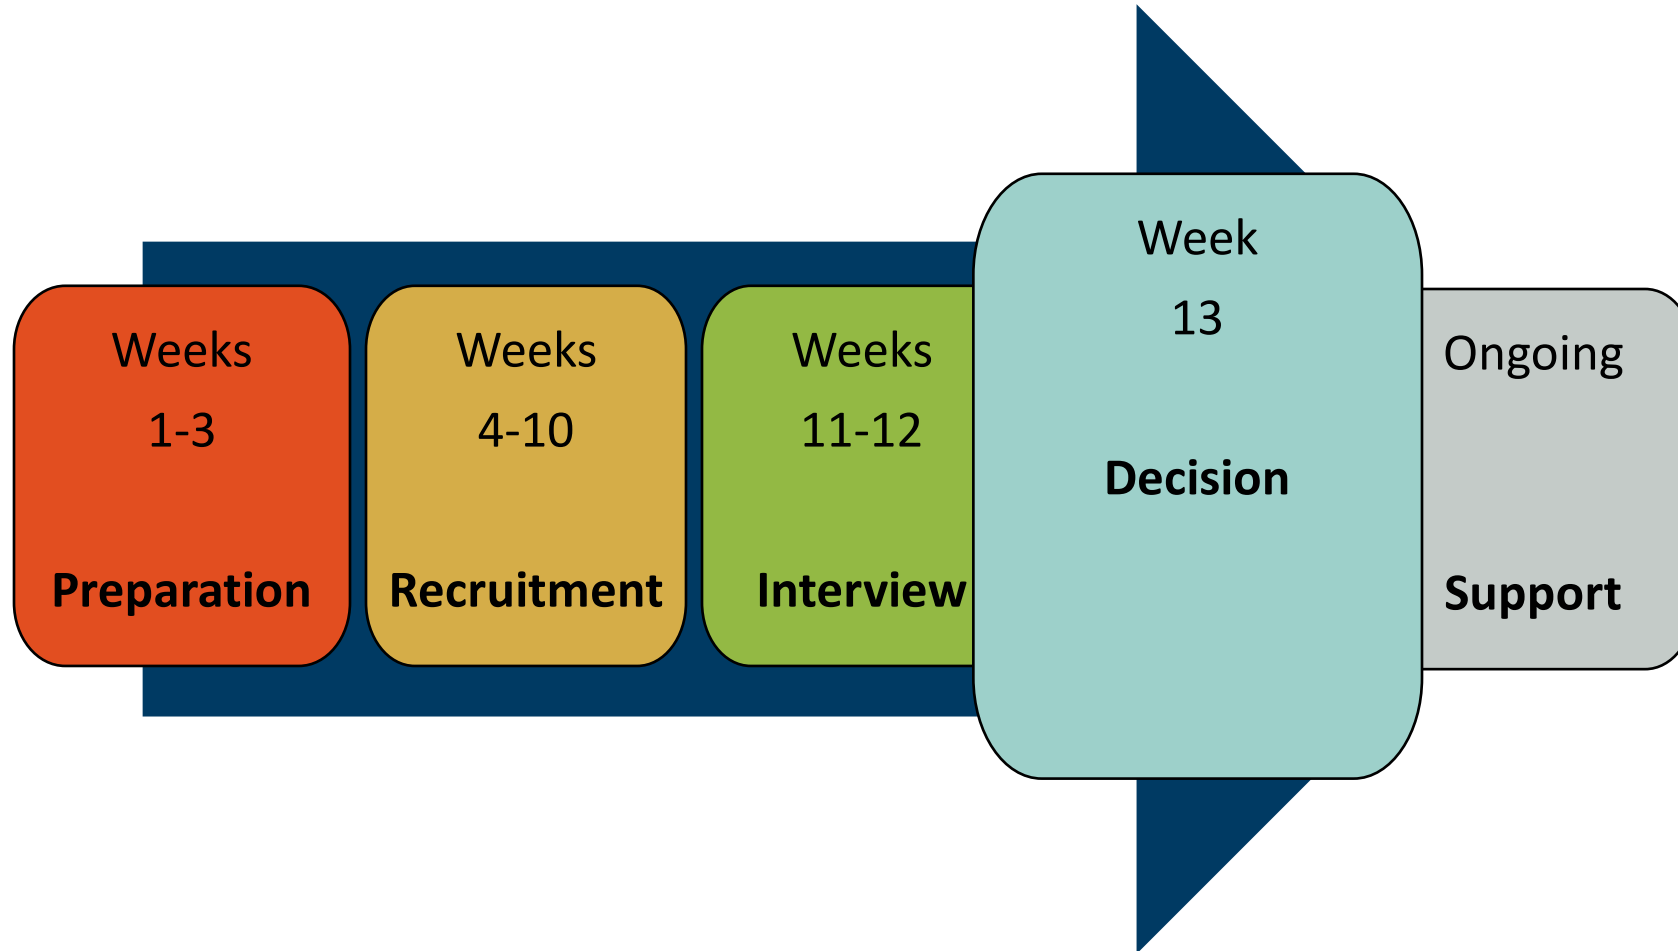 Weeks
1-3
Preparation
Weeks
4-10
Recruitment
Weeks
11-12
Interview
Week
13
Decision
Ongoing
Support